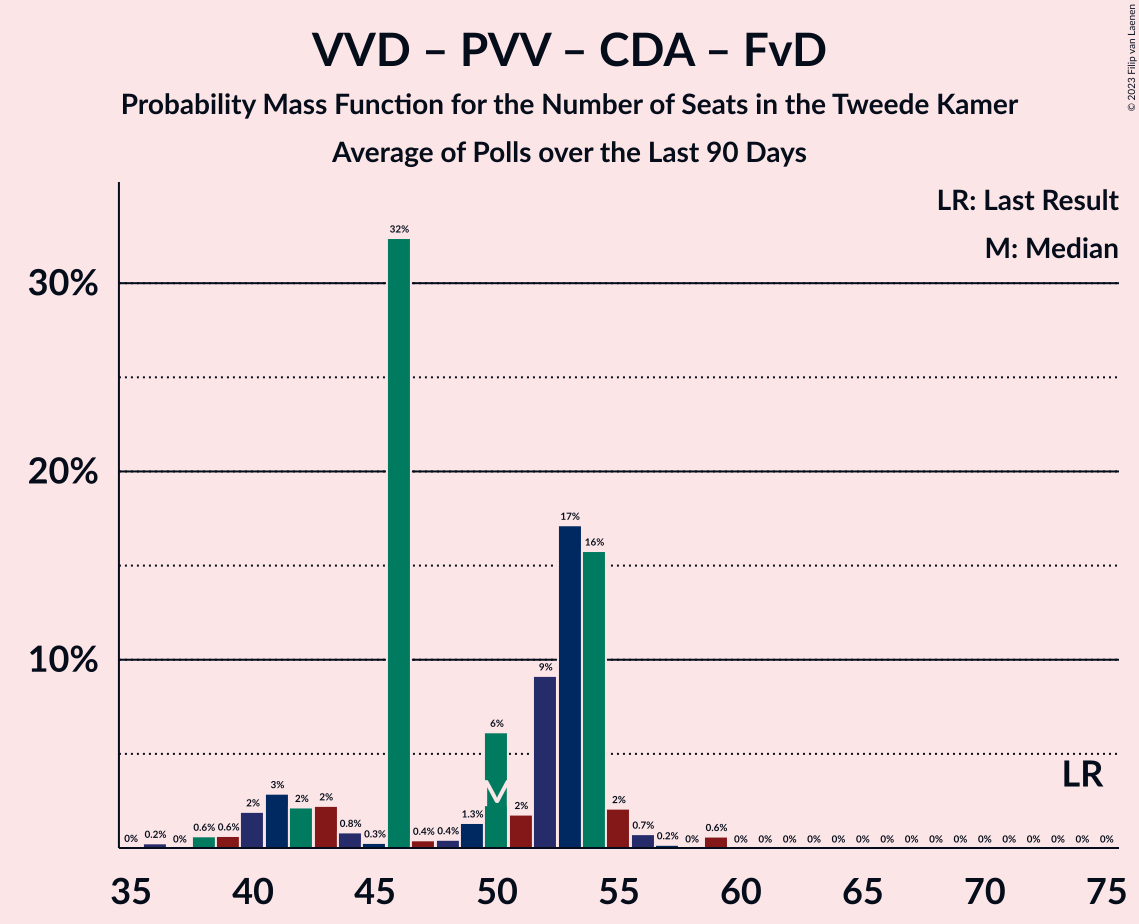 VVD – PVV – CDA – FvD
Probability Mass Function for the Number of Seats in the Tweede Kamer
Average of Polls over the Last 90 Days
© 2023 Filip van Laenen
LR: Last Result
M: Median
30%
20%
10%
0% 0.2% 0% 0.6% 0.6% 2% 3% 2% 2% 0.8% 0.3% 32% 0.4% 0.4% 1.3% 6% 2% 9% 17% 16% 2% 0.7% 0.2% 0% 0.6% 0% 0% 0% 0% 0% 0% 0% 0% 0% 0% 0% 0% 0% 0% 0% 0%
M
LR
35 40 45 50 55 60 65 70 75